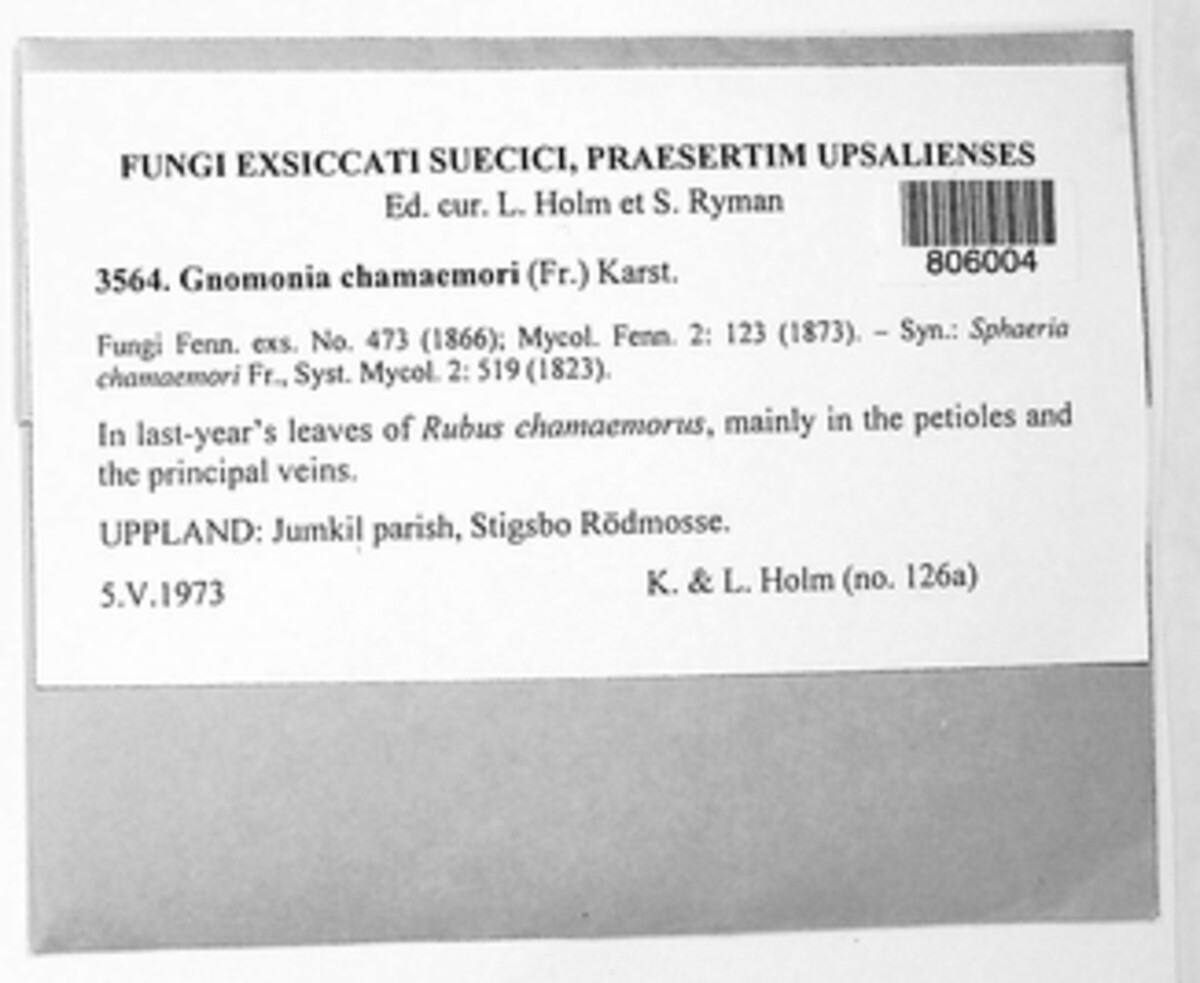 FUNGI EXSICCATI SUECICI, PRAESERTIM UPSALIENSES
Ed. cur. L. Holm et S. Ryman
806004
3564. Gnomonia chamaemori (Fr.) Karst.
Fungi Fenn. exs. No. 473 (1866); Mycol. Fenn. 2: 123 (1873). – Syn.: Sphaeria
chamaemori Fr., Syst. Mycol. 2: 519 (1823).
In last-year's leaves of Rubus chamaemorus, mainly in the petioles and
the principal veins.
UPPLAND: Jumkil parish, Stigsbo Rödmosse.
5.V.1973 K. & L. Holm (no. 126a)